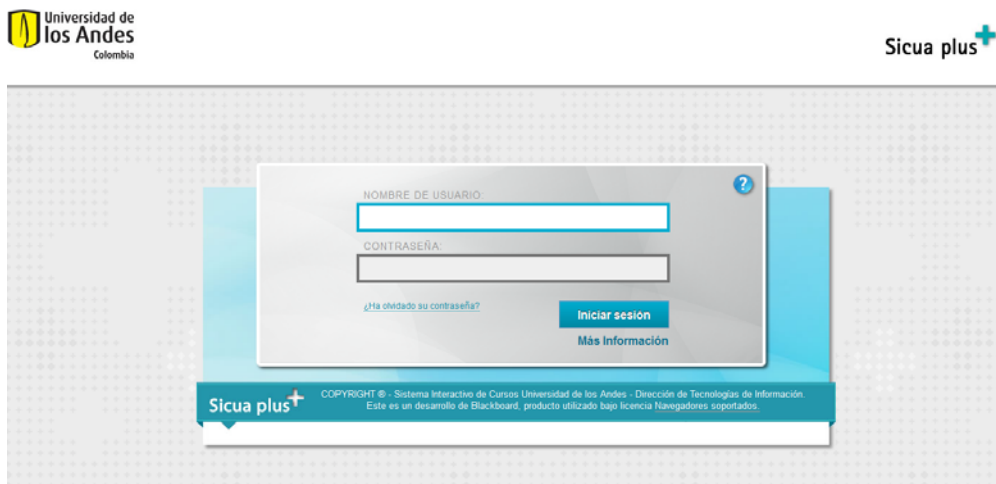 Universidad de
los Andes
Colombia
Sicua plus+
?
NOMBRE DE USUARIO:
CONTRASEÑA:
¿Ha olvidado su contraseña?
Iniciar sesión
Más Información
Sicua plus+
COPYRIGHT ® - Sistema Interactivo de Cursos Universidad de los Andes - Dirección de Tecnologías de Información.
Este es un desarollo de Blackboard, producto utilizado bajo licencia Navegadores soportados.